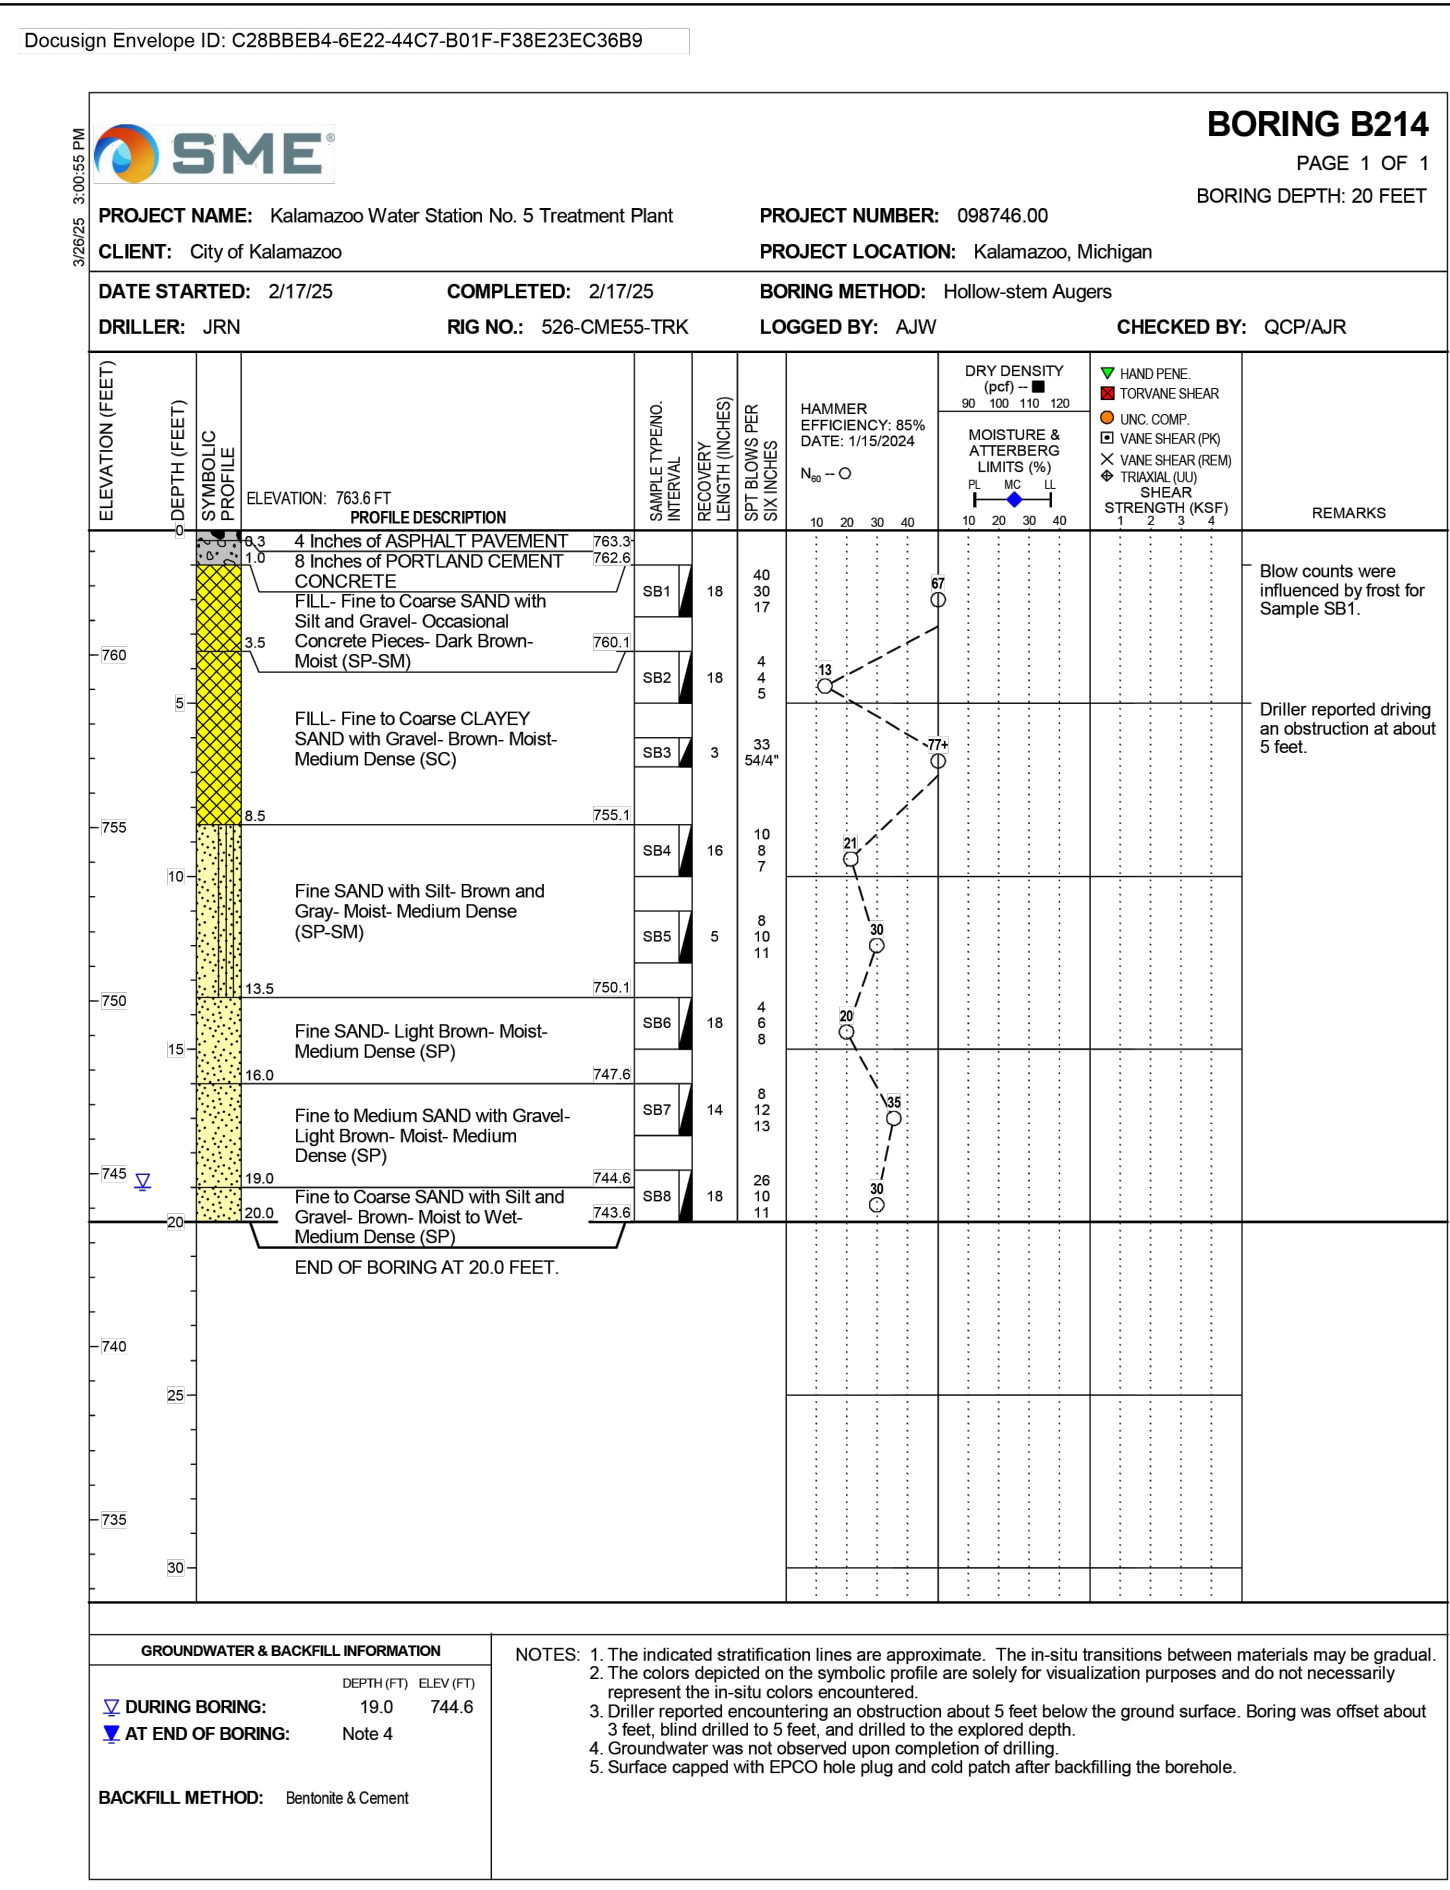 Docusign Envelope ID: C28BBEB4-6E22-44C7-B01F-F38E23EC36B9
3/26/25 3:00:55 PM
SME®
BORING B214
PAGE 1 OF 1
BORING DEPTH: 20 FEET
PROJECT NAME: Kalamazoo Water Station No. 5 Treatment Plant
PROJECT NUMBER: 098746.00
CLIENT: City of Kalamazoo
PROJECT LOCATION: Kalamazoo, Michigan
DATE STARTED: 2/17/25
COMPLETED: 2/17/25
BORING METHOD: Hollow-stem Augers
DRILLER: JRN
RIG NO.: 526-CME55-TRK
LOGGED BY: AJW
CHECKED BY: QCP/AJR
ELEVATION (FEET)
DEPTH (FEET)
SYMBOLIC
PROFILE
ELEVATION: 763.6 FT
PROFILE DESCRIPTION
SAMPLE TYPE/NO.
INTERVAL
RECOVERY
LENGTH (INCHES)
SPT BLOWS PER
SIX INCHES
HAMMER
EFFICIENCY: 85%
DATE: 1/15/2024
N60 -- O
10 20 30 40
DRY DENSITY
(pcf) -- ■
90 100 110 120
MOISTURE &
ATTERBERG
LIMITS (%)
PL MC LL
10 20 30 40
HAND PENE.
TORVANE SHEAR
UNC. COMP.
VANE SHEAR (PK)
VANE SHEAR (REM)
TRIAXIAL (UU)
SHEAR
STRENGTH (KSF)
1 2 3 4
REMARKS
0
0.3 4 Inches of ASPHALT PAVEMENT 763.3
1.0 8 Inches of PORTLAND CEMENT 762.6
CONCRETE
FILL- Fine to Coarse SAND with
Silt and Gravel- Occasional
Concrete Pieces- Dark Brown-
Moist (SP-SM)
3.5 760.1
SB1 18
40
30
17
67
Blow counts were
influenced by frost for
Sample SB1.
760
SB2 18
4
4
5
13
5
FILL- Fine to Coarse CLAYEY
SAND with Gravel- Brown- Moist-
Medium Dense (SC)
SB3 3
33
54/4"
77+
Driller reported driving
an obstruction at about
5 feet.
8.5 755.1
755
SB4 16
10
8
7
21
10
Fine SAND with Silt- Brown and
Gray- Moist- Medium Dense
(SP-SM)
SB5 5
8
10
11
30
13.5 750.1
750
Fine SAND- Light Brown- Moist-
Medium Dense (SP)
SB6 18
4
6
8
20
15
16.0 747.6
Fine to Medium SAND with Gravel-
Light Brown- Moist- Medium
Dense (SP)
SB7 14
8
12
13
35
745
19.0 744.6
Fine to Coarse SAND with Silt and
Gravel- Brown- Moist to Wet-
Medium Dense (SP)
SB8 18
26
10
11
30
20.0 743.6
20
END OF BORING AT 20.0 FEET.
740
25
735
30
GROUNDWATER & BACKFILL INFORMATION
DEPTH (FT) ELEV (FT)
DURING BORING: 19.0 744.6
AT END OF BORING: Note 4
BACKFILL METHOD: Bentonite & Cement
NOTES: 1. The indicated stratification lines are approximate. The in-situ transitions between materials may be gradual.
2. The colors depicted on the symbolic profile are solely for visualization purposes and do not necessarily
represent the in-situ colors encountered.
3. Driller reported encountering an obstruction about 5 feet below the ground surface. Boring was offset about
3 feet, blind drilled to 5 feet, and drilled to the explored depth.
4. Groundwater was not observed upon completion of drilling.
5. Surface capped with EPCO hole plug and cold patch after backfilling the borehole.